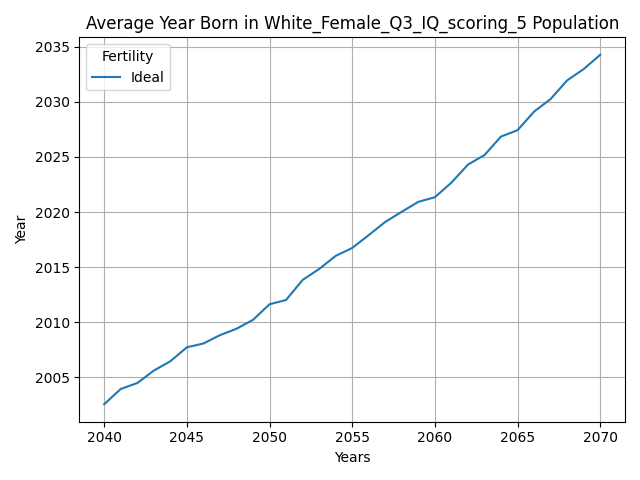 Average Year Born in White_Female_Q3_IQ_scoring_5 Population
Fertility
Ideal
Year
2035
2030
2025
2020
2015
2010
2005
2040 2045 2050 2055 2060 2065 2070
Years